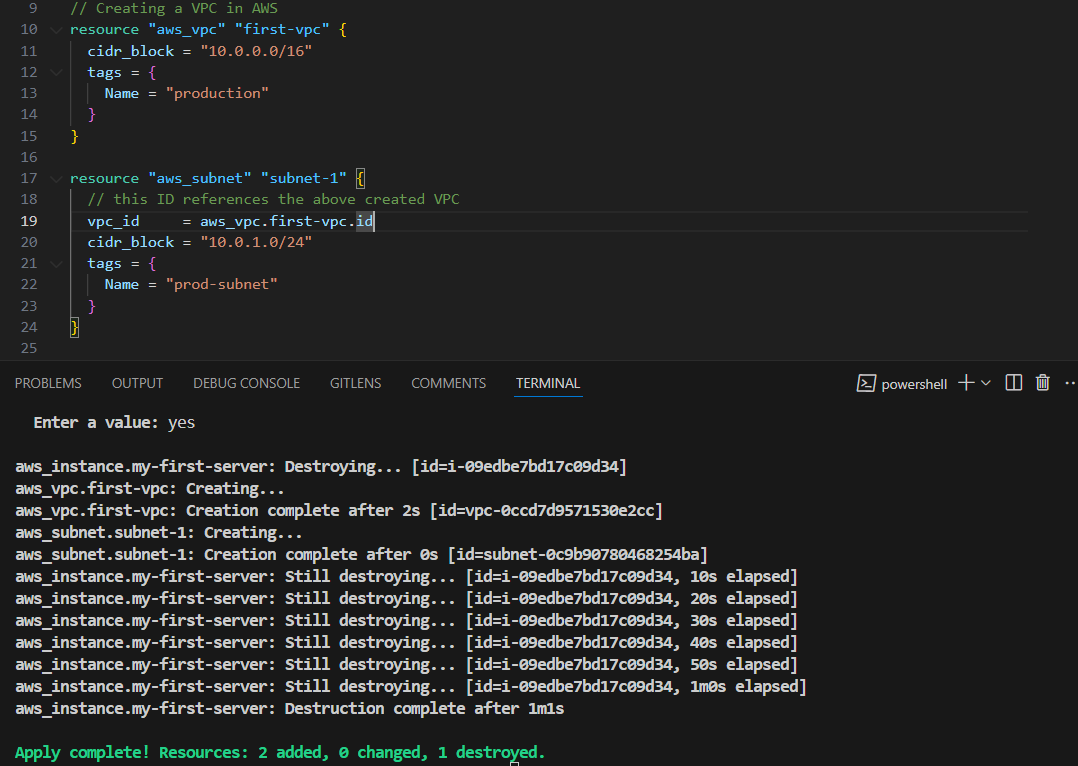 9 // Creating a VPC in AWS
10 resource "aws_vpc" "first-vpc" {
11 cidr_block = "10.0.0.0/16"
12 tags = {
13 Name = "production"
14 }
15 }
16
17 resource "aws_subnet" "subnet-1" {
18 // this ID references the above created VPC
19 vpc_id     = aws_vpc.first-vpc.id
20 cidr_block = "10.0.1.0/24"
21 tags = {
22 Name = "prod-subnet"
23 }
24 }
25
PROBLEMS OUTPUT DEBUG CONSOLE GITLENS COMMENTS TERMINAL powershell
Enter a value: yes
aws_instance.my-first-server: Destroying... [id=i-09edbe7bd17c09d34]
aws_vpc.first-vpc: Creating...
aws_vpc.first-vpc: Creation complete after 2s [id=vpc-0ccd7d9571530e2cc]
aws_subnet.subnet-1: Creating...
aws_subnet.subnet-1: Creation complete after 0s [id=subnet-0c9b90780468254ba]
aws_instance.my-first-server: Still destroying... [id=i-09edbe7bd17c09d34, 10s elapsed]
aws_instance.my-first-server: Still destroying... [id=i-09edbe7bd17c09d34, 20s elapsed]
aws_instance.my-first-server: Still destroying... [id=i-09edbe7bd17c09d34, 30s elapsed]
aws_instance.my-first-server: Still destroying... [id=i-09edbe7bd17c09d34, 40s elapsed]
aws_instance.my-first-server: Still destroying... [id=i-09edbe7bd17c09d34, 50s elapsed]
aws_instance.my-first-server: Still destroying... [id=i-09edbe7bd17c09d34, 1m0s elapsed]
aws_instance.my-first-server: Destruction complete after 1m1s
Apply complete! Resources: 2 added, 0 changed, 1 destroyed.